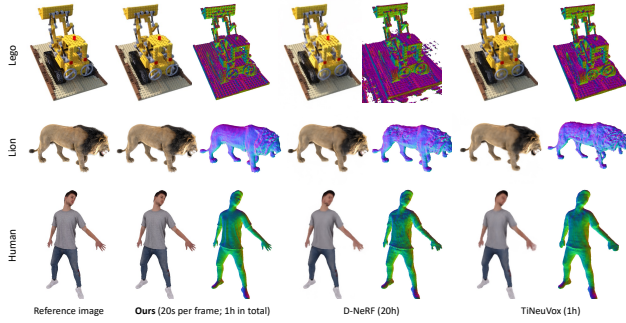 Lego
Lion
Human
Reference image
Ours (20s per frame; 1h in total)
D-NeRF (20h)
TiNeuVox (1h)